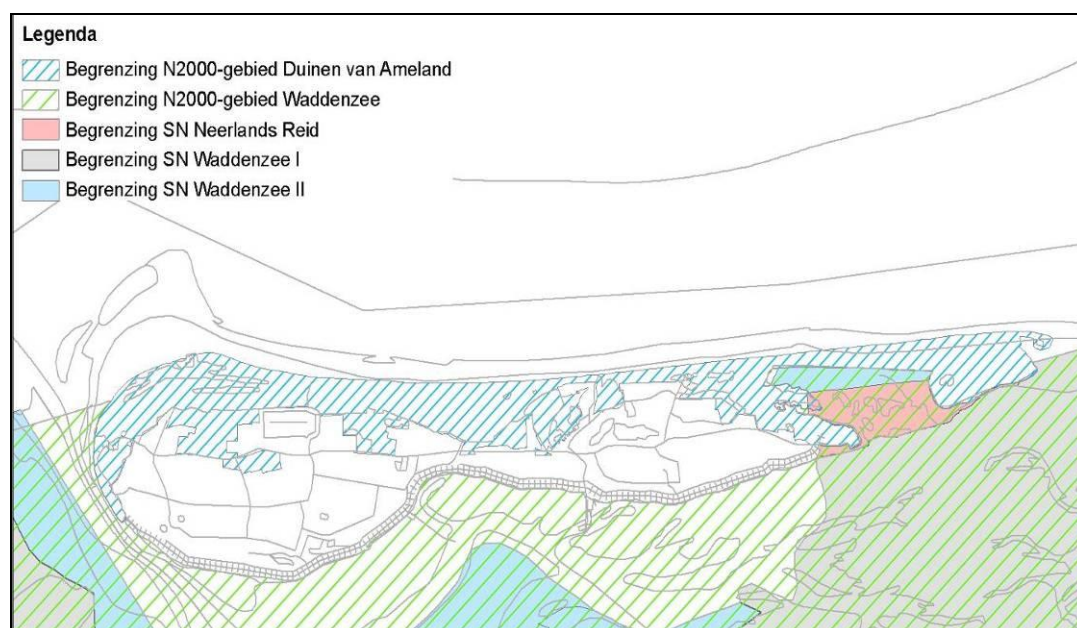 Legenda
Begrenzing N2000-gebied Duinen van Ameland
Begrenzing N2000-gebied Waddenzee
Begrenzing SN Neerlands Reid
Begrenzing SN Waddenzee I
Begrenzing SN Waddenzee II